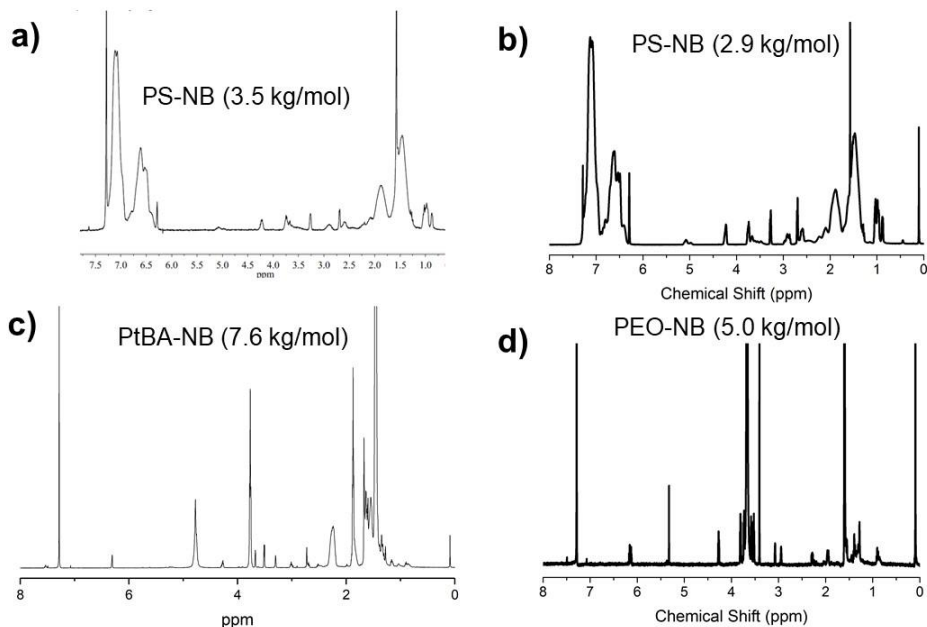 a)
PS-NB (3.5 kg/mol)
7.5 7.0 6.5 6.0 5.5 5.0 4.5 4.0 3.5 3.0 2.5 2.0 1.5 1.0
ppm
b)
PS-NB (2.9 kg/mol)
8 7 6 5 4 3 2 1 0
Chemical Shift (ppm)
c)
PtBA-NB (7.6 kg/mol)
8 6 4 2 0
ppm
d)
PEO-NB (5.0 kg/mol)
8 7 6 5 4 3 2 1 0
Chemical Shift (ppm)